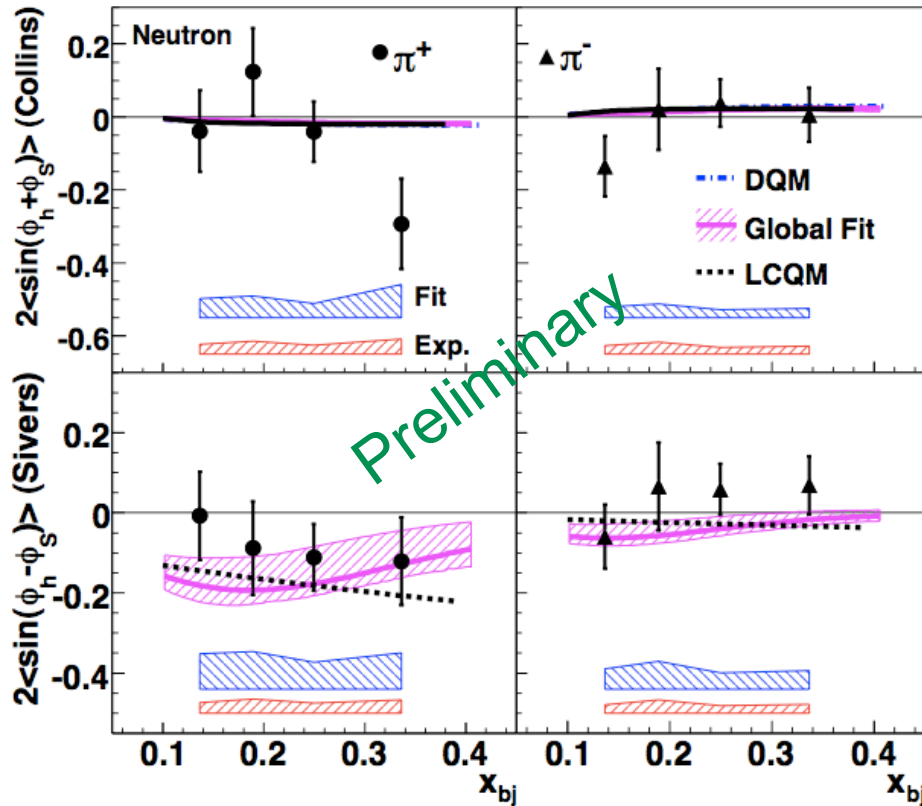 2<sin(ϕh+ϕS)> (Collins)
0.2
0
-0.2
-0.4
-0.6
Neutron
π+
Fit
Exp.
π-
DQM
Global Fit
LCQM
Preliminary
2<sin(ϕh-ϕS)> (Sivers)
0.2
0
-0.2
-0.4
0.1 0.2 0.3 0.4
xbj
0.1 0.2 0.3 0.4
xbj